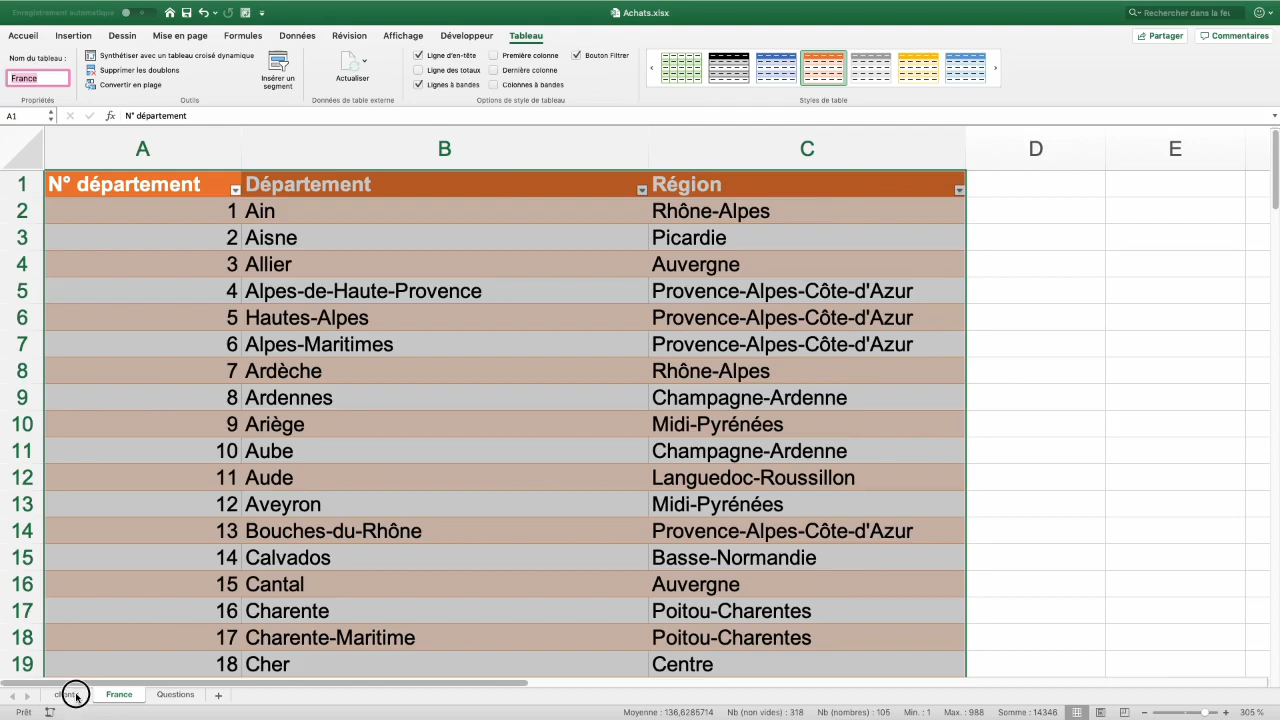 Enregistrement automatique
Achats.xlsx
Rechercher dans la feu
Accueil Insertion Dessin Mise en page Formules Données Révision Affichage Développeur Tableau Partager Commentaires
Nom du tableau :
France
Propriétés
Synthétiser avec un tableau croisé dynamique
Supprimer les doublons
Convertir en plage
Outils
Insérer un
segment
Actualiser
Données de table externe
Ligne d'en-tête Première colonne Bouton Filtrer
Ligne des totaux Dernière colonne
Lignes à bandes Colonnes à bandes
Options de style de tableau
Styles de table
A1 fx N° département
A B C D E
1 N° département Département Région
2 1 Ain Rhône-Alpes
3 2 Aisne Picardie
4 3 Allier Auvergne
5 4 Alpes-de-Haute-Provence Provence-Alpes-Côte-d'Azur
6 5 Hautes-Alpes Provence-Alpes-Côte-d'Azur
7 6 Alpes-Maritimes Provence-Alpes-Côte-d'Azur
8 7 Ardèche Rhône-Alpes
9 8 Ardennes Champagne-Ardenne
10 9 Ariège Midi-Pyrénées
11 10 Aube Champagne-Ardenne
12 11 Aude Languedoc-Roussillon
13 12 Aveyron Midi-Pyrénées
14 13 Bouches-du-Rhône Provence-Alpes-Côte-d'Azur
15 14 Calvados Basse-Normandie
16 15 Cantal Auvergne
17 16 Charente Poitou-Charentes
18 17 Charente-Maritime Poitou-Charentes
19 18 Cher Centre
France Questions +
Prêt Moyenne : 136,6285714 Nb (non vides) : 318 Nb (nombres) : 105 Min. : 1 Max. : 988 Somme : 14346 305 %